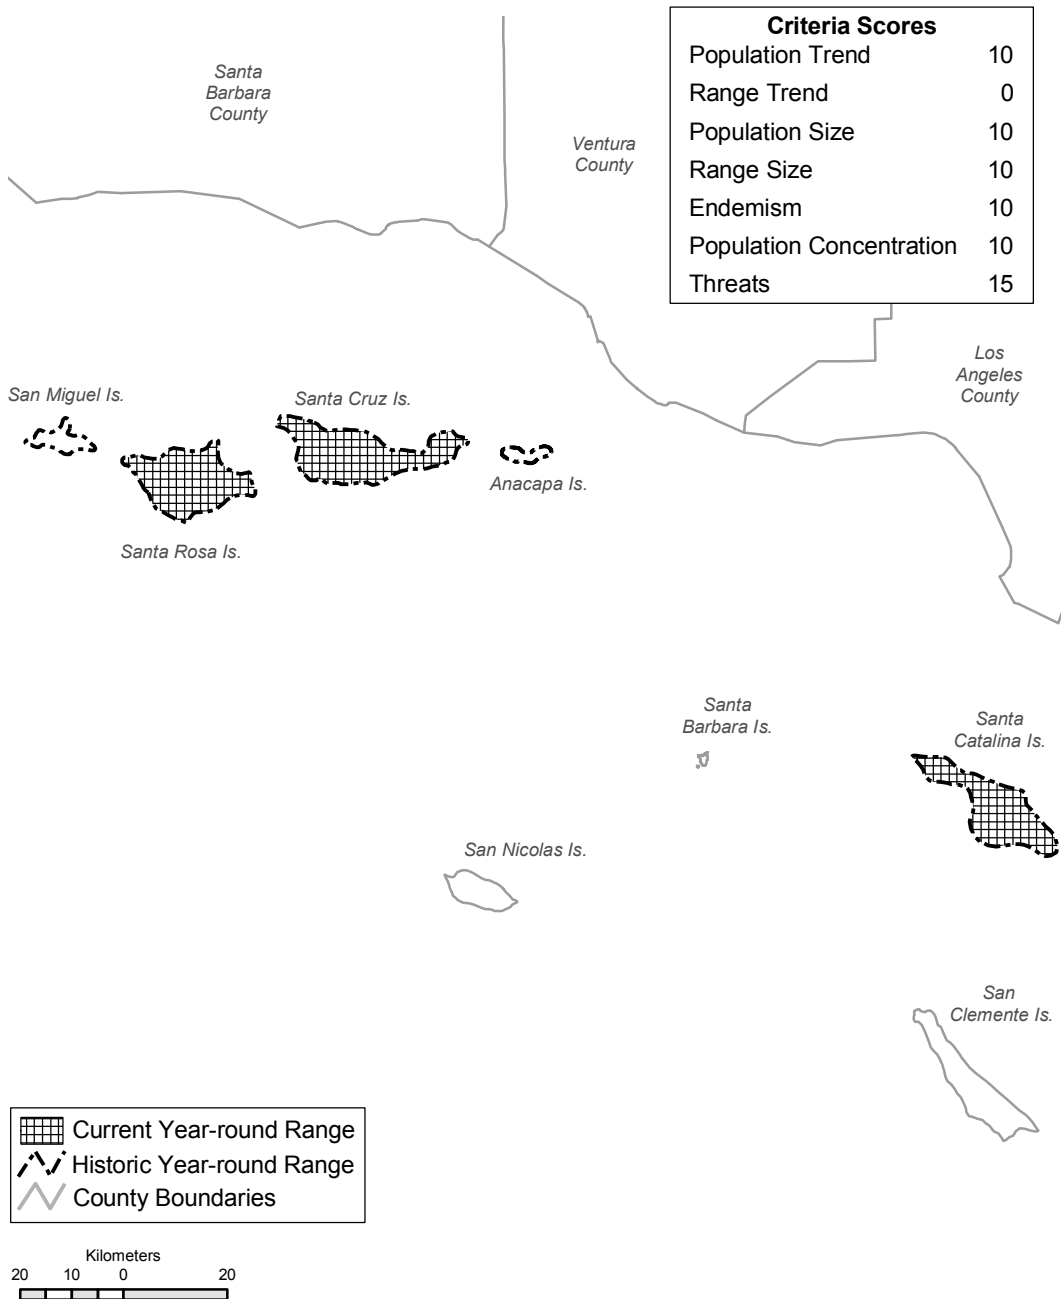 Criteria Scores
Population Trend 10
Range Trend 0
Population Size 10
Range Size 10
Endemism 10
Population Concentration 10
Threats 15
Santa
Barbara
County
Ventura
County
Los
Angeles
County
San Miguel Is.
Santa Cruz Is.
Anacapa Is.
Santa Rosa Is.
Santa
Barbara Is.
Santa
Catalina Is.
San Nicolas Is.
San
Clemente Is.
Current Year-round Range
Historic Year-round Range
County Boundaries
Kilometers
20 10 0 20